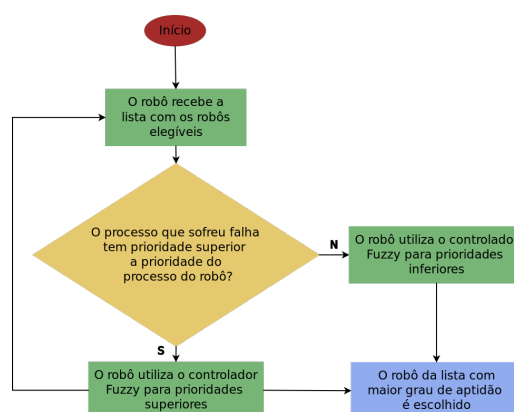 Início
O robô recebe a
lista com os robôs
elegíveis
O processo que sofreu falha
tem prioridade superior
a prioridade do
processo do robô?
N
O robô utiliza o controlado
Fuzzy para prioridades
inferiores
S
O robô utiliza o controlador
Fuzzy para prioridades
superiores
O robô da lista com
maior grau de aptidão
é escolhido